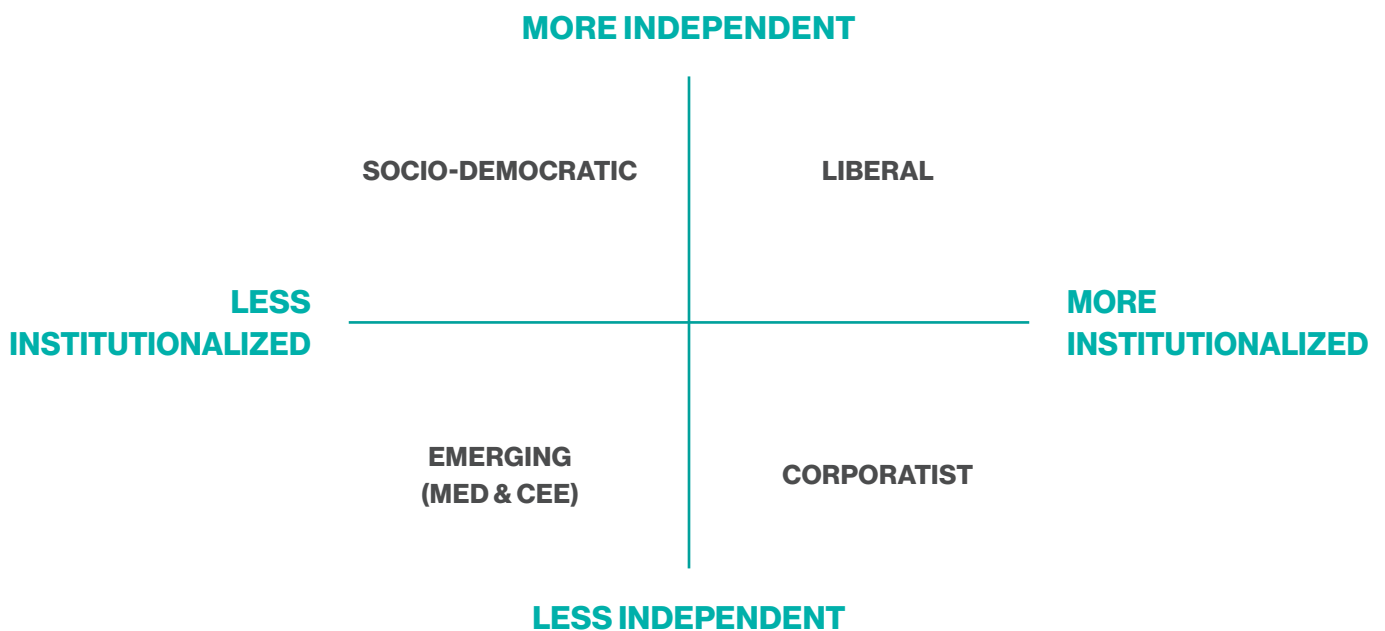 MORE INDEPENDENT
SOCIO-DEMOCRATIC
LIBERAL
LESS
INSTITUTIONALIZED
MORE
INSTITUTIONALIZED
EMERGING
(MED & CEE)
CORPORATIST
LESS INDEPENDENT